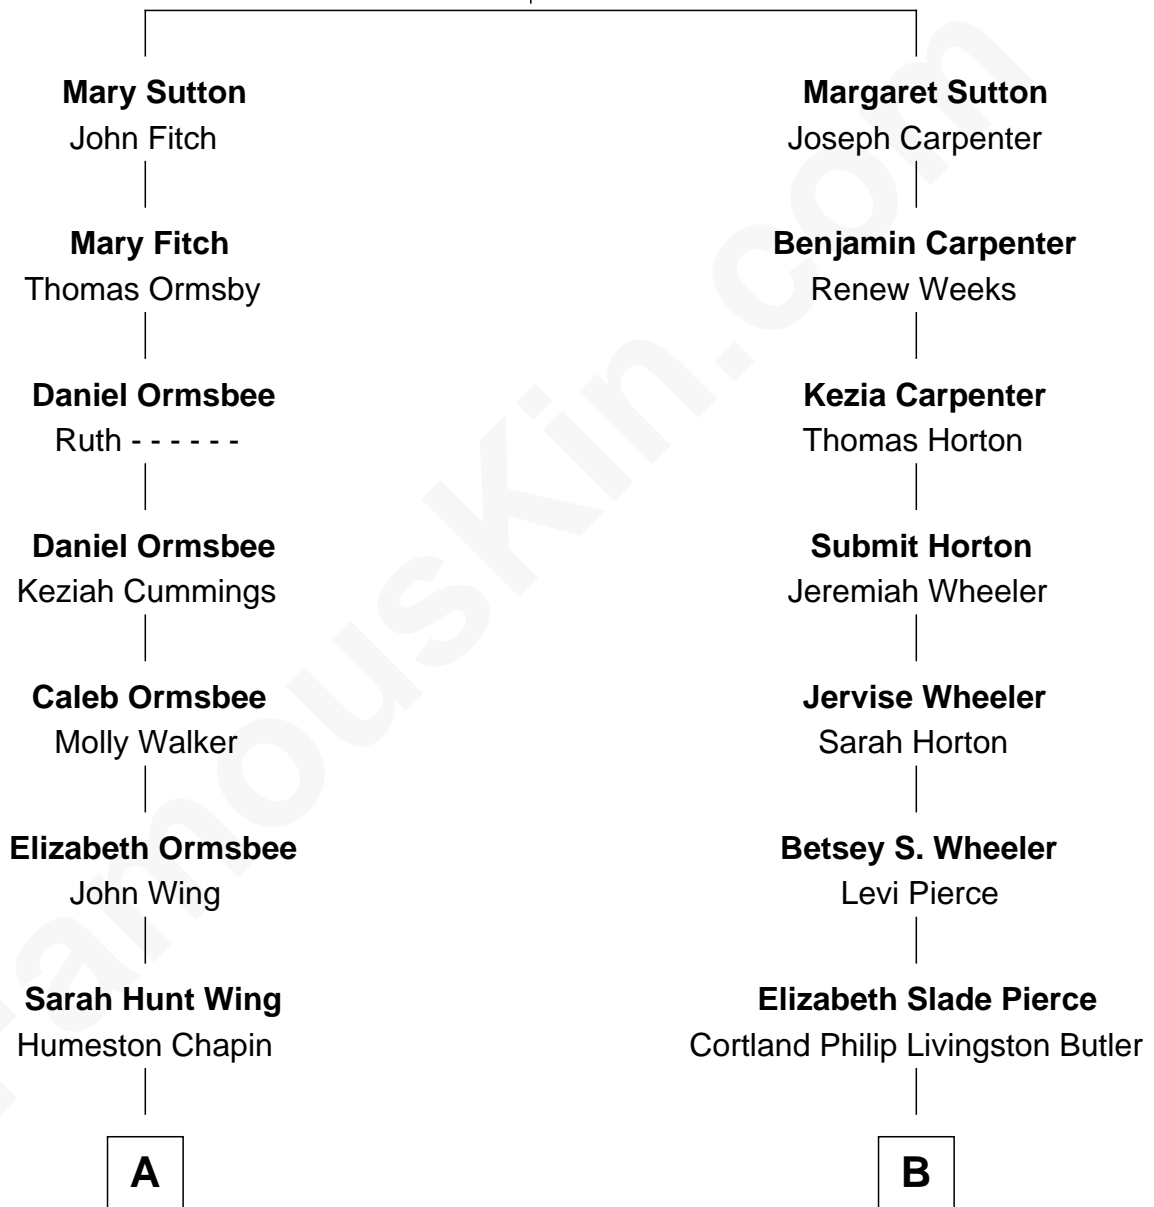 Mary Sutton
John Fitch
Mary Fitch
Thomas Ormsby
Daniel Ormsbee
Ruth - - - - - -
Daniel Ormsbee
Keziah Cummings
Caleb Ormsbee
Molly Walker
Elizabeth Ormsbee
John Wing
Sarah Hunt Wing
Humeston Chapin
A
Margaret Sutton
Joseph Carpenter
Benjamin Carpenter
Renew Weeks
Kezia Carpenter
Thomas Horton
Submit Horton
Jeremiah Wheeler
Jervise Wheeler
Sarah Horton
Betsey S. Wheeler
Levi Pierce
Elizabeth Slade Pierce
Cortland Philip Livingston Butler
B
FamousKin.com